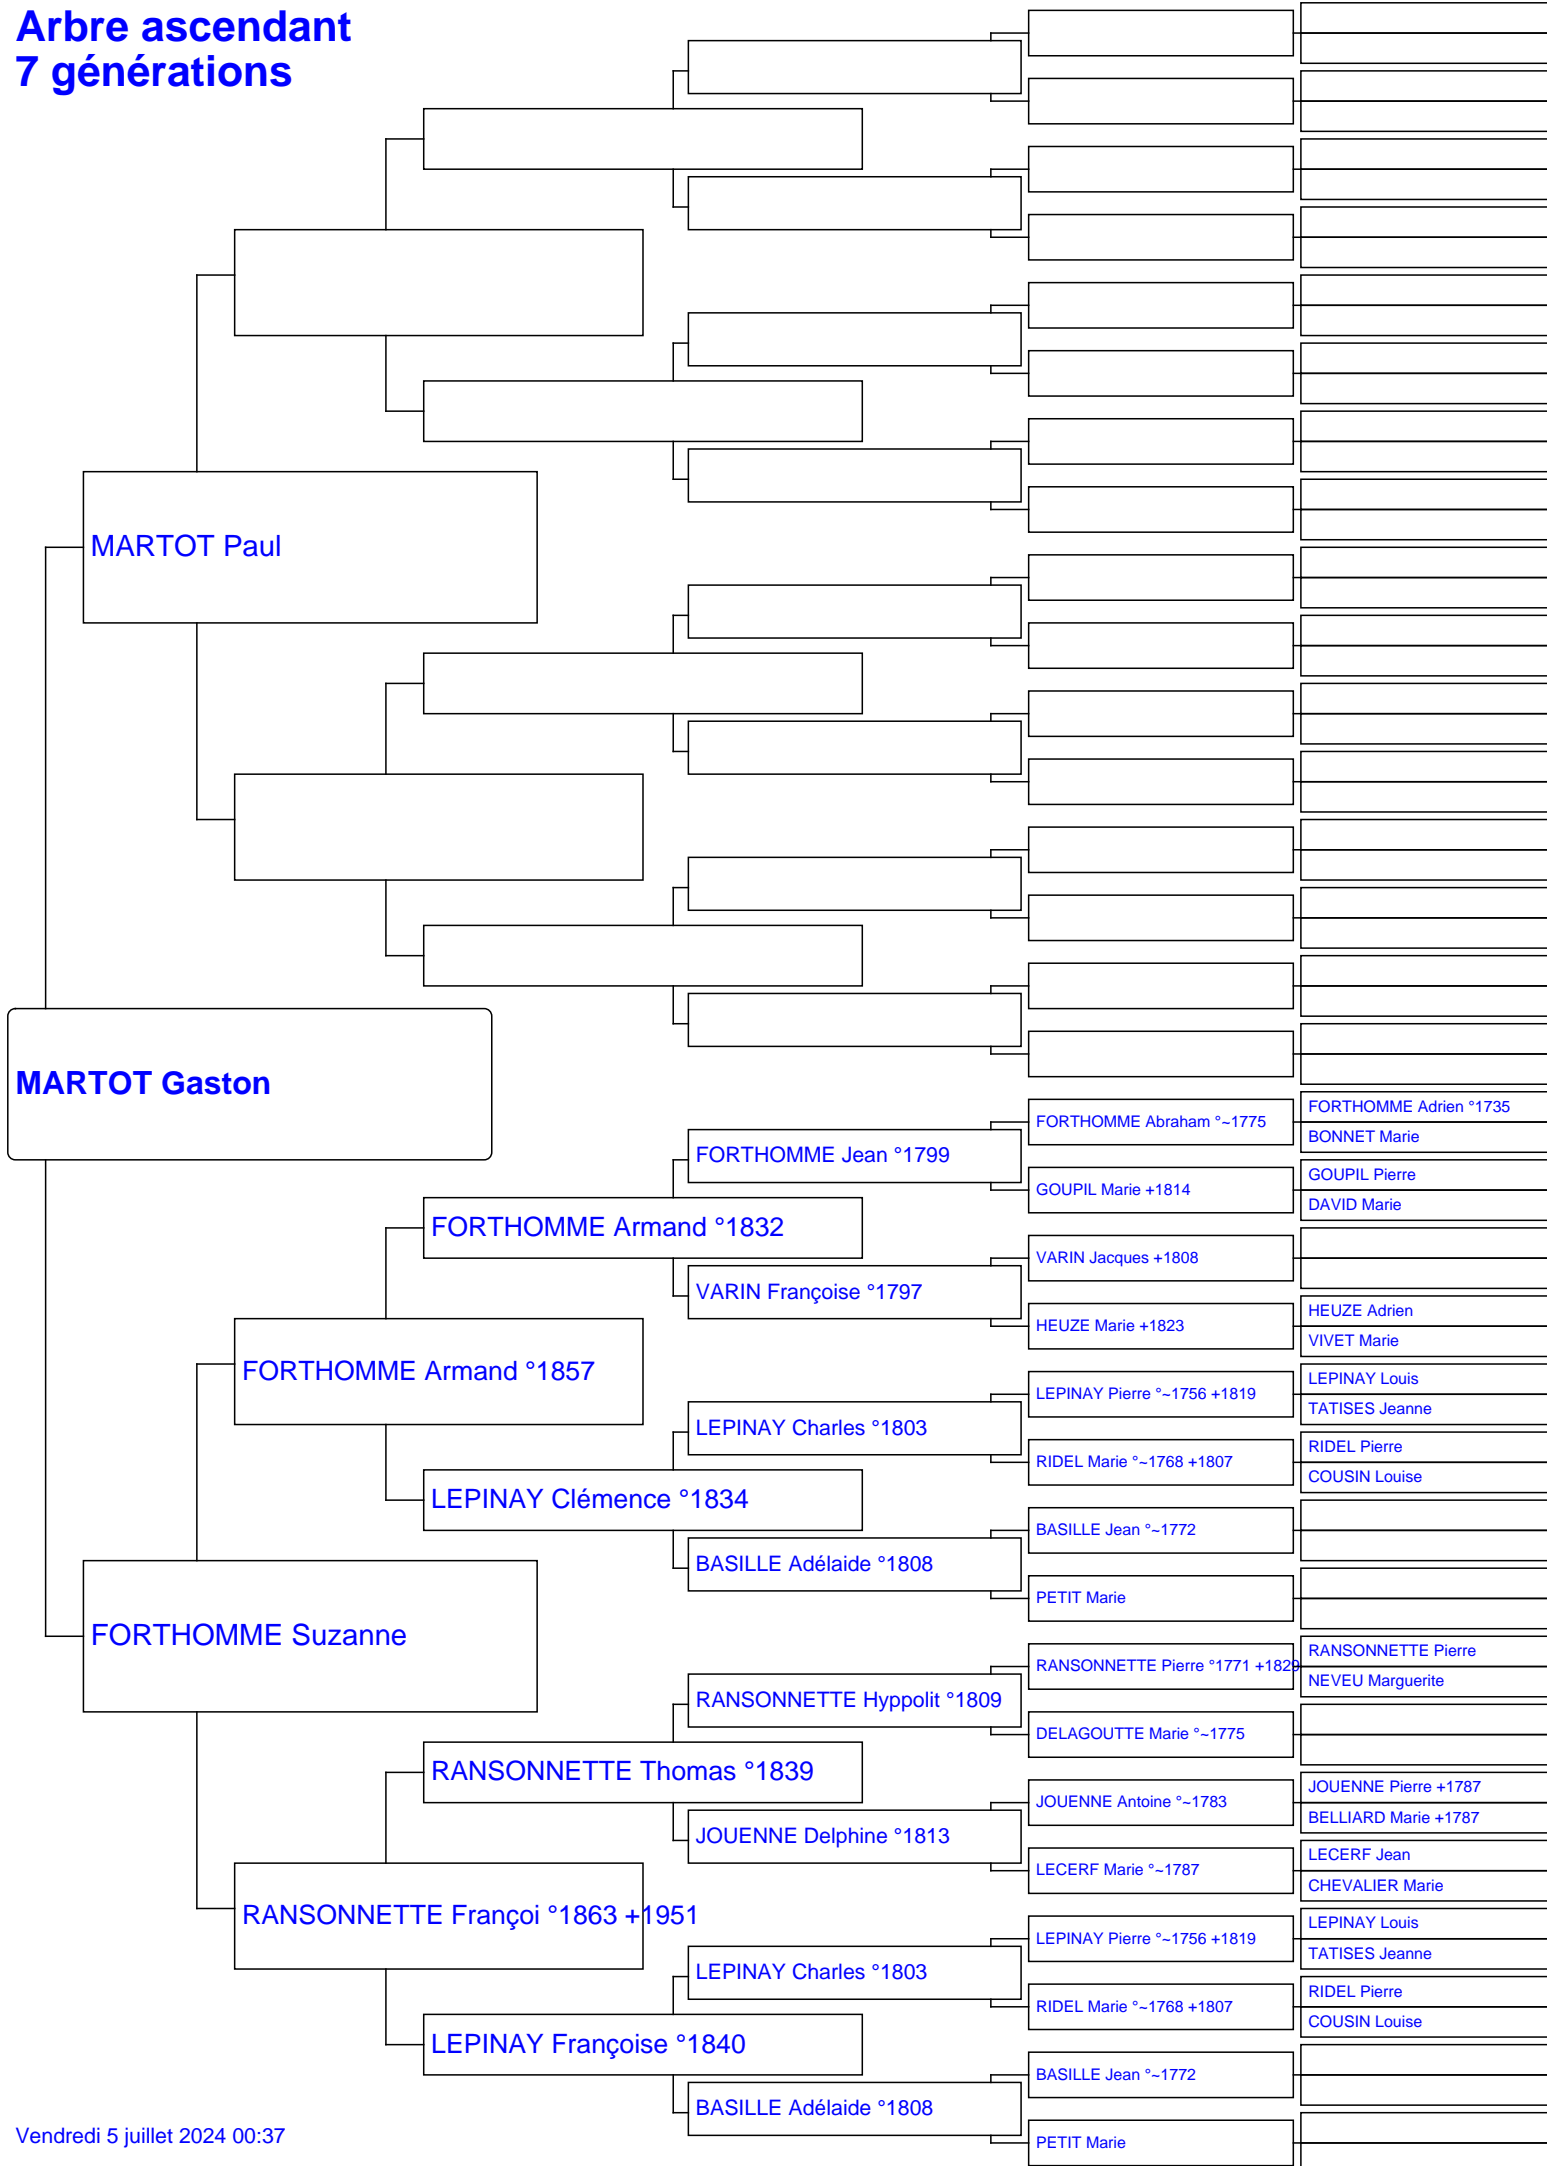 Arbre ascendant
7 générations
MARTOT Paul
MARTOT Gaston
FORTHOMME Suzanne
FORTHOMME Armand °1857
RANSONNETTE Françoi °1863 +1951
FORTHOMME Armand °1832
LEPINAY Clémence °1834
RANSONNETTE Thomas °1839
LEPINAY Françoise °1840
FORTHOMME Jean °1799
VARIN Françoise °1797
LEPINAY Charles °1803
BASILLE Adélaide °1808
RANSONNETTE Hyppolit °1809
JOUENNE Delphine °1813
LEPINAY Charles °1803
BASILLE Adélaide °1808
FORTHOMME Abraham °~1775
GOUPIL Marie +1814
VARIN Jacques +1808
HEUZE Marie +1823
LEPINAY Pierre °~1756 +1819
RIDEL Marie °~1768 +1807
BASILLE Jean °~1772
PETIT Marie
RANSONNETTE Pierre °1771 +1829
DELAGOUTTE Marie °~1775
JOUENNE Antoine °~1783
LECERF Marie °~1787
LEPINAY Pierre °~1756 +1819
RIDEL Marie °~1768 +1807
BASILLE Jean °~1772
PETIT Marie
FORTHOMME Adrien °1735
BONNET Marie
GOUPIL Pierre
DAVID Marie
HEUZE Adrien
VIVET Marie
LEPINAY Louis
TATISES Jeanne
RIDEL Pierre
COUSIN Louise
RANSONNETTE Pierre
NEVEU Marguerite
JOUENNE Pierre +1787
BELLIARD Marie +1787
LECERF Jean
CHEVALIER Marie
LEPINAY Louis
TATISES Jeanne
RIDEL Pierre
COUSIN Louise
Vendredi 5 juillet 2024 00:37